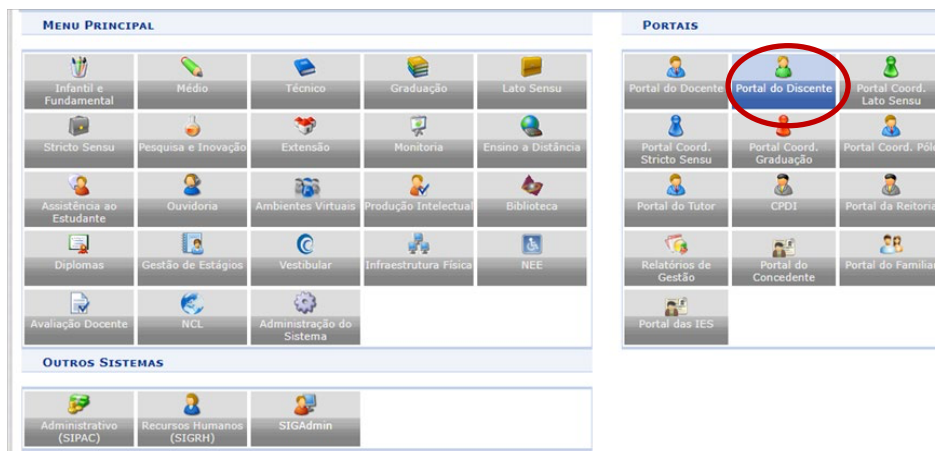 MENU PRINCIPAL
Infantil e
Fundamental
Médio
Técnico
Graduação
Lato Sensu
Stricto Sensu
Pesquisa e Inovação
Extensão
Monitoria
Ensino a Distância
Assistência ao
Estudante
Ouvidoria
Ambientes Virtuais
Produção Intelectual
Biblioteca
Diplomas
Gestão de Estágios
Vestibular
Infraestrutura Física
NEE
Avaliação Docente
NCL
Administração do
Sistema
OUTROS SISTEMAS
Administrativo
(SIPAC)
Recursos Humanos
(SIGRH)
SIGAdmin
PORTAIS
Portal do Docente
Portal do Discente
Portal Coord.
Lato Sensu
Portal Coord.
Stricto Sensu
Portal Coord.
Graduação
Portal Coord. Pólo
Portal do Tutor
CPDI
Portal da Reitoria
Relatórios de
Gestão
Portal do
Concedente
Portal do Familiar
Portal das IES